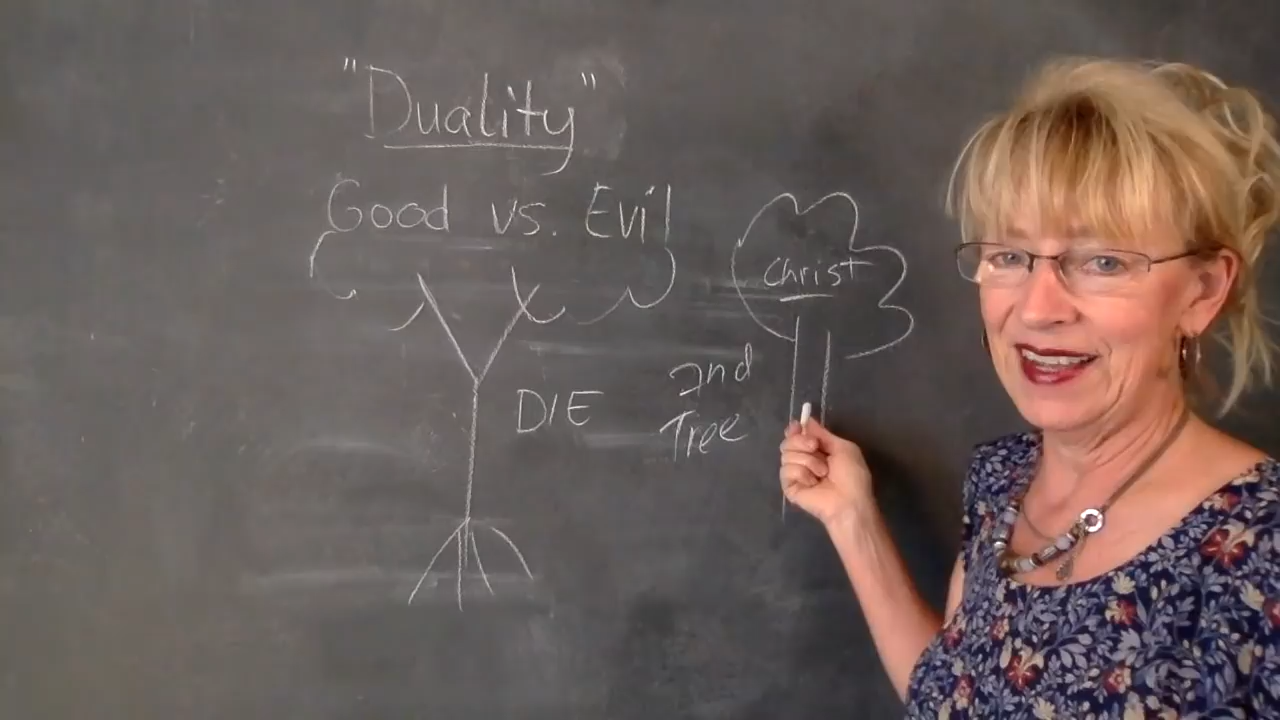 "Duality"
Good vs. Evil
DIE
Christ
2nd
Tree